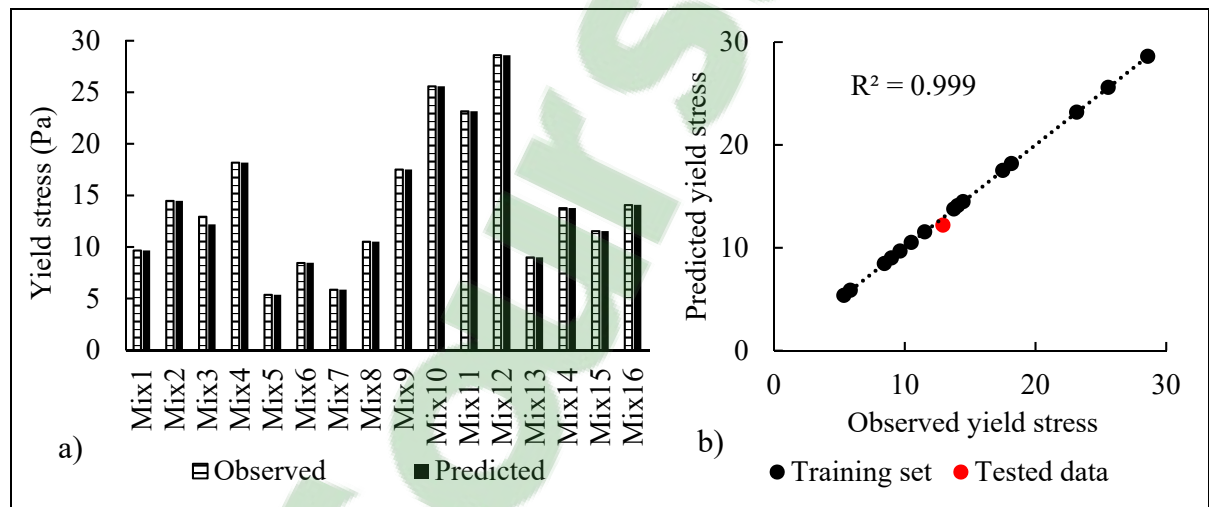 30
25
20
15
10
5
0
Yield stress (Pa)
Mix1
Mix2
Mix3
Mix4
Mix5
Mix6
Mix7
Mix8
Mix9
Mix10
Mix11
Mix12
Mix13
Mix14
Mix15
Mix16
a)
Observed
Predicted
30
20
10
0
Predicted yield stress
R² = 0.999
0 10 20 30
Observed yield stress
b)
Training set
Tested data